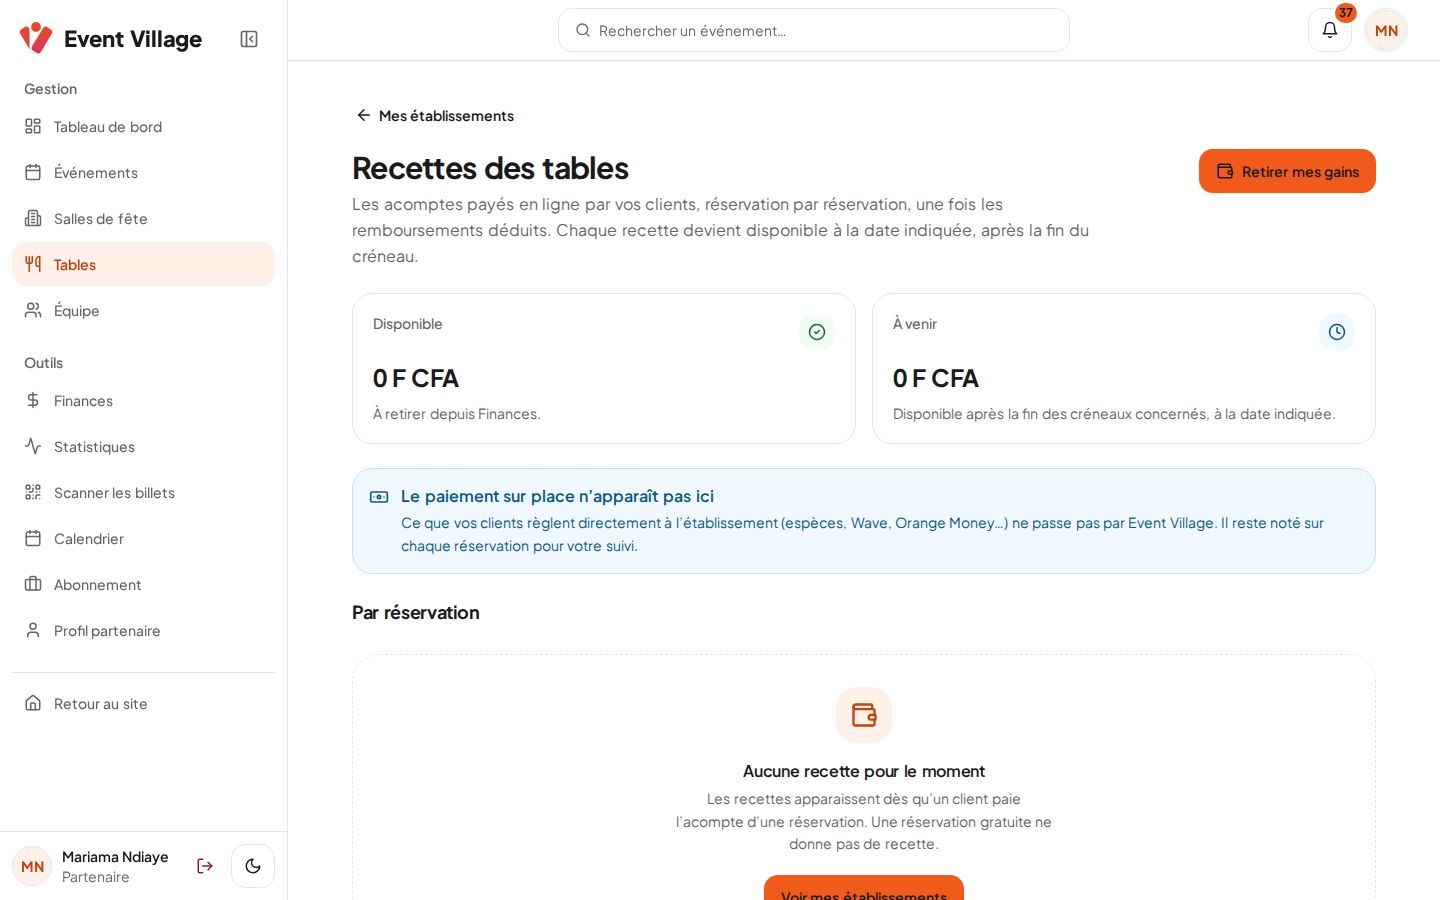 Event Village
Rechercher un événement…
37
MN
Gestion
Tableau de bord
Événements
Salles de fête
Tables
Équipe
Outils
Finances
Statistiques
Scanner les billets
Calendrier
Abonnement
Profil partenaire
Retour au site
MN
Mariama Ndiaye
Partenaire
Mes établissements
Recettes des tables
Retirer mes gains
Les acomptes payés en ligne par vos clients, réservation par réservation, une fois les
remboursements déduits. Chaque recette devient disponible à la date indiquée, après la fin du
créneau.
Disponible
0 F CFA
À retirer depuis Finances.
À venir
0 F CFA
Disponible après la fin des créneaux concernés, à la date indiquée.
Le paiement sur place n’apparaît pas ici
Ce que vos clients règlent directement à l’établissement (espèces, Wave, Orange Money…) ne passe pas par Event Village. Il reste noté sur
chaque réservation pour votre suivi.
Par réservation
Aucune recette pour le moment
Les recettes apparaissent dès qu’un client paie
l’acompte d’une réservation. Une réservation gratuite ne
donne pas de recette.
Voir mes établissements